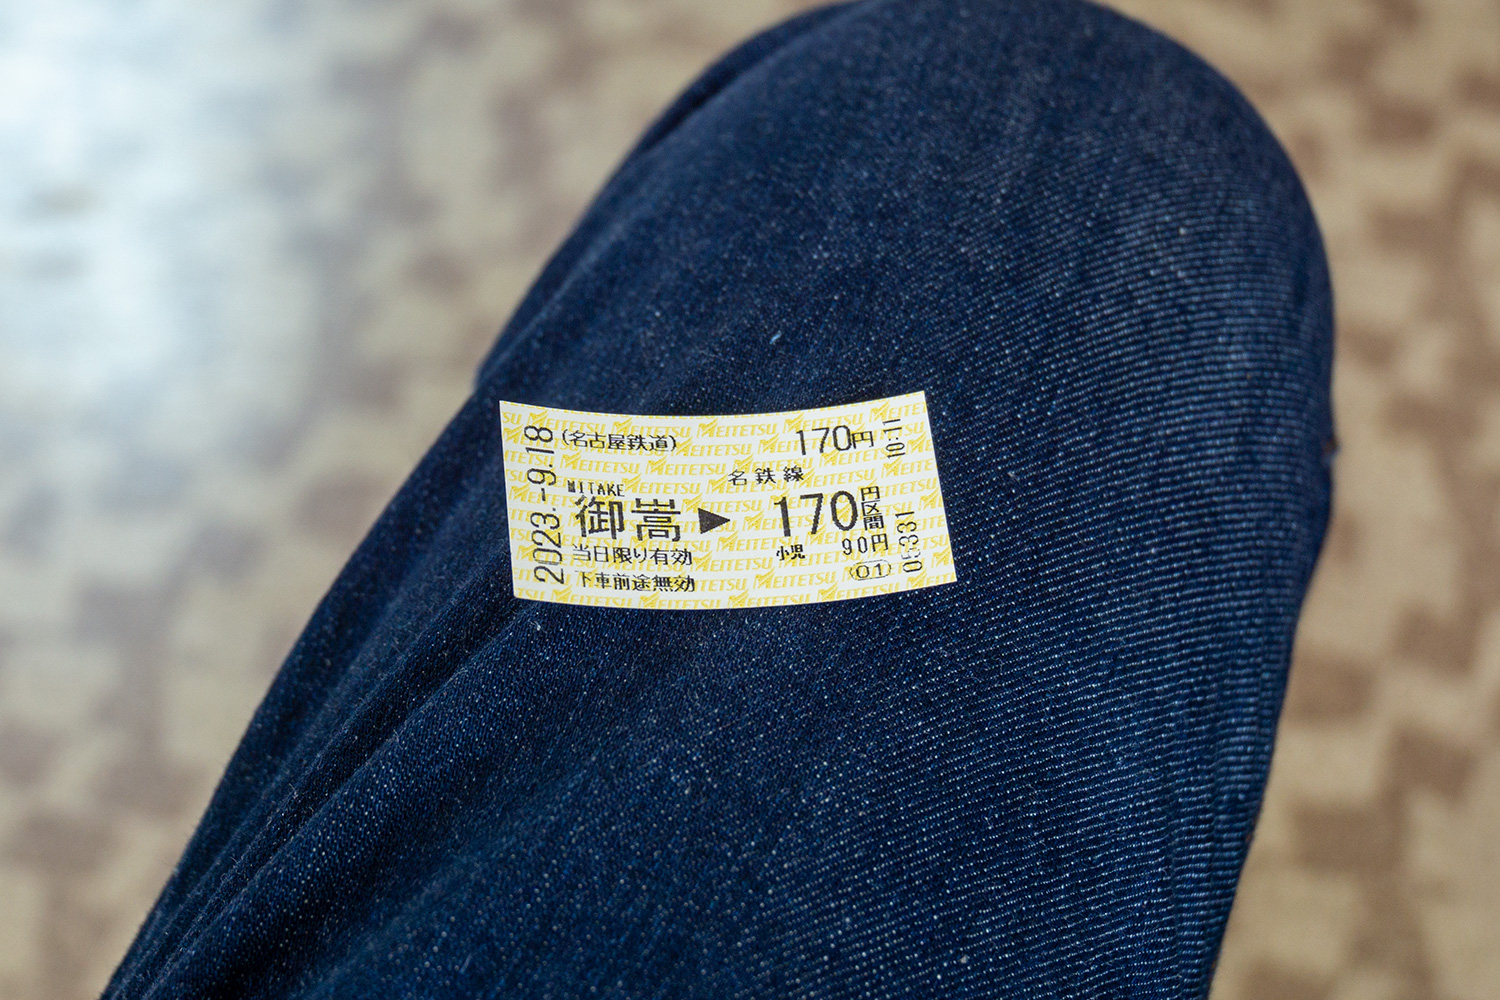 2023.-9.18
(名古屋鉄道)
170円
10:11
名鉄線
MITAKE
御嵩▶170円区間
当日限り有効
小児 90円
下車前途無効
01
MEITETSU